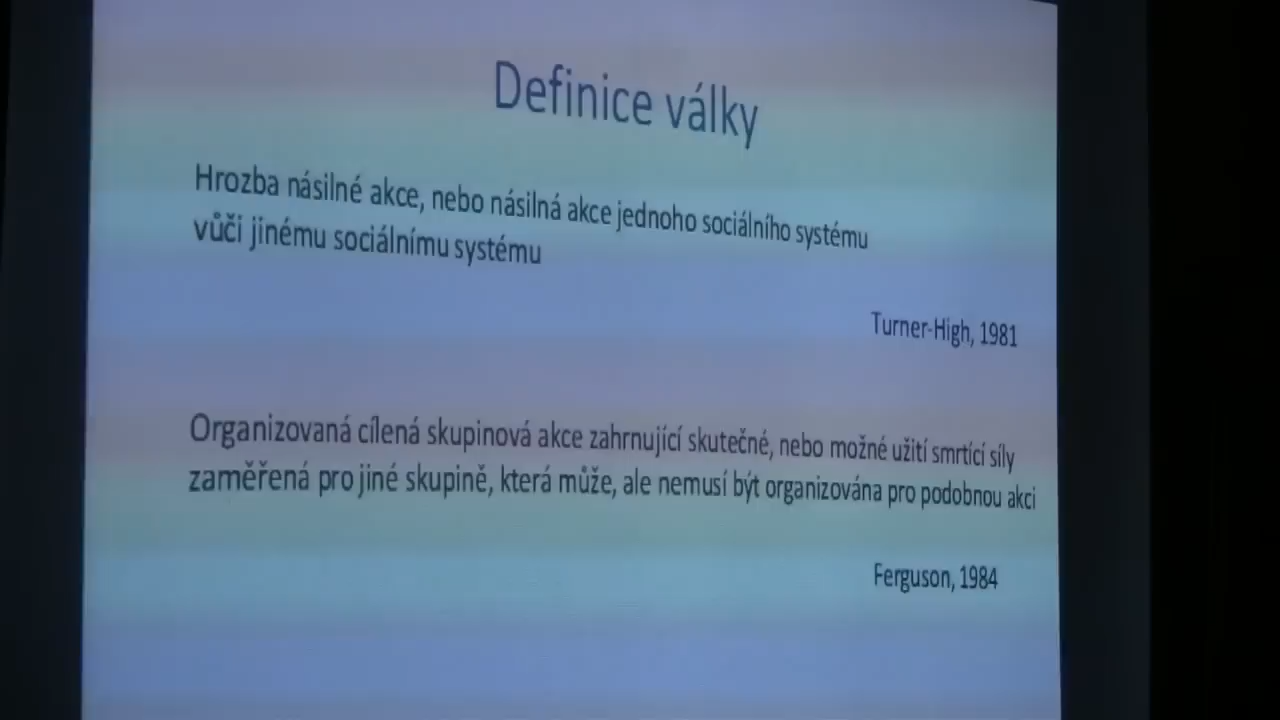 Definice války
Hrozba násilné akce, nebo násilná akce jednoho sociálního systému
vůči jinému sociálnímu systému
Turner-High, 1981
Organizovaná cílená skupinová akce zahrnující skutečné, nebo možné užití smrtící síly
zaměřená pro jiné skupině, která může, ale nemusí být organizována pro podobnou akci
Ferguson, 1984